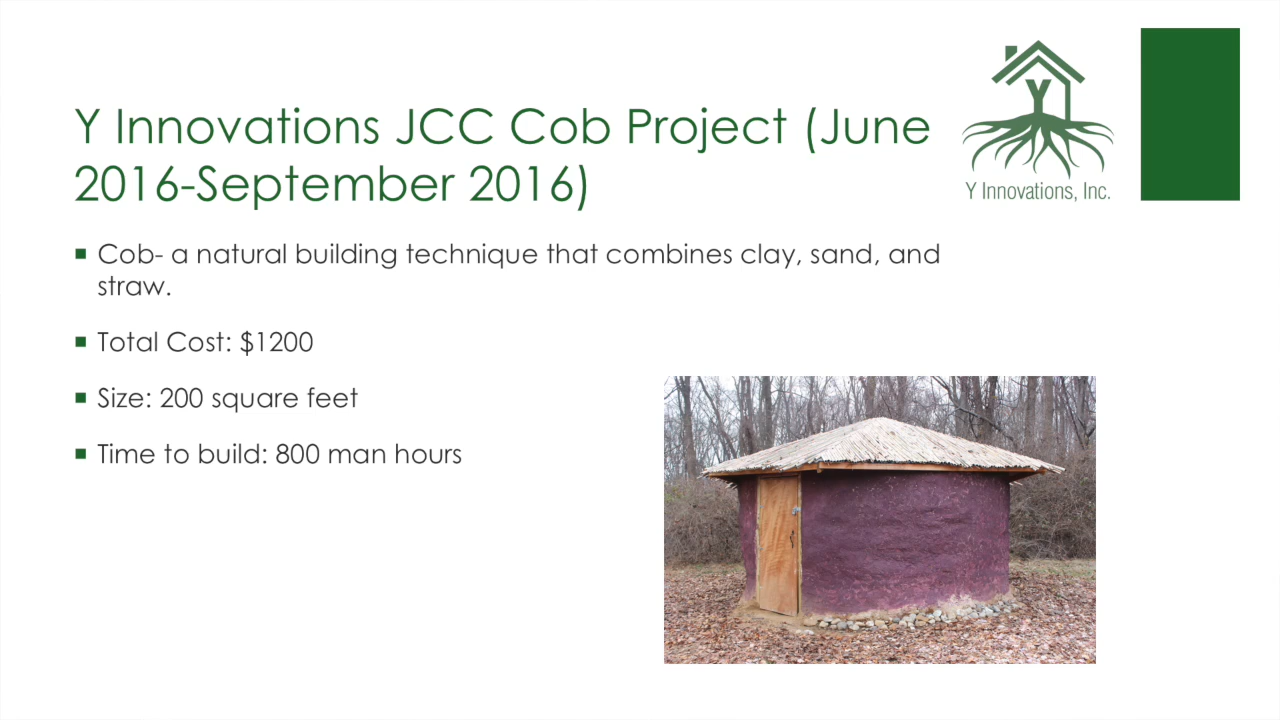 Y Innovations JCC Cob Project (June
2016-September 2016)
Y
Y Innovations, Inc.
Cob- a natural building technique that combines clay, sand, and
straw.
Total Cost: $1200
Size: 200 square feet
Time to build: 800 man hours